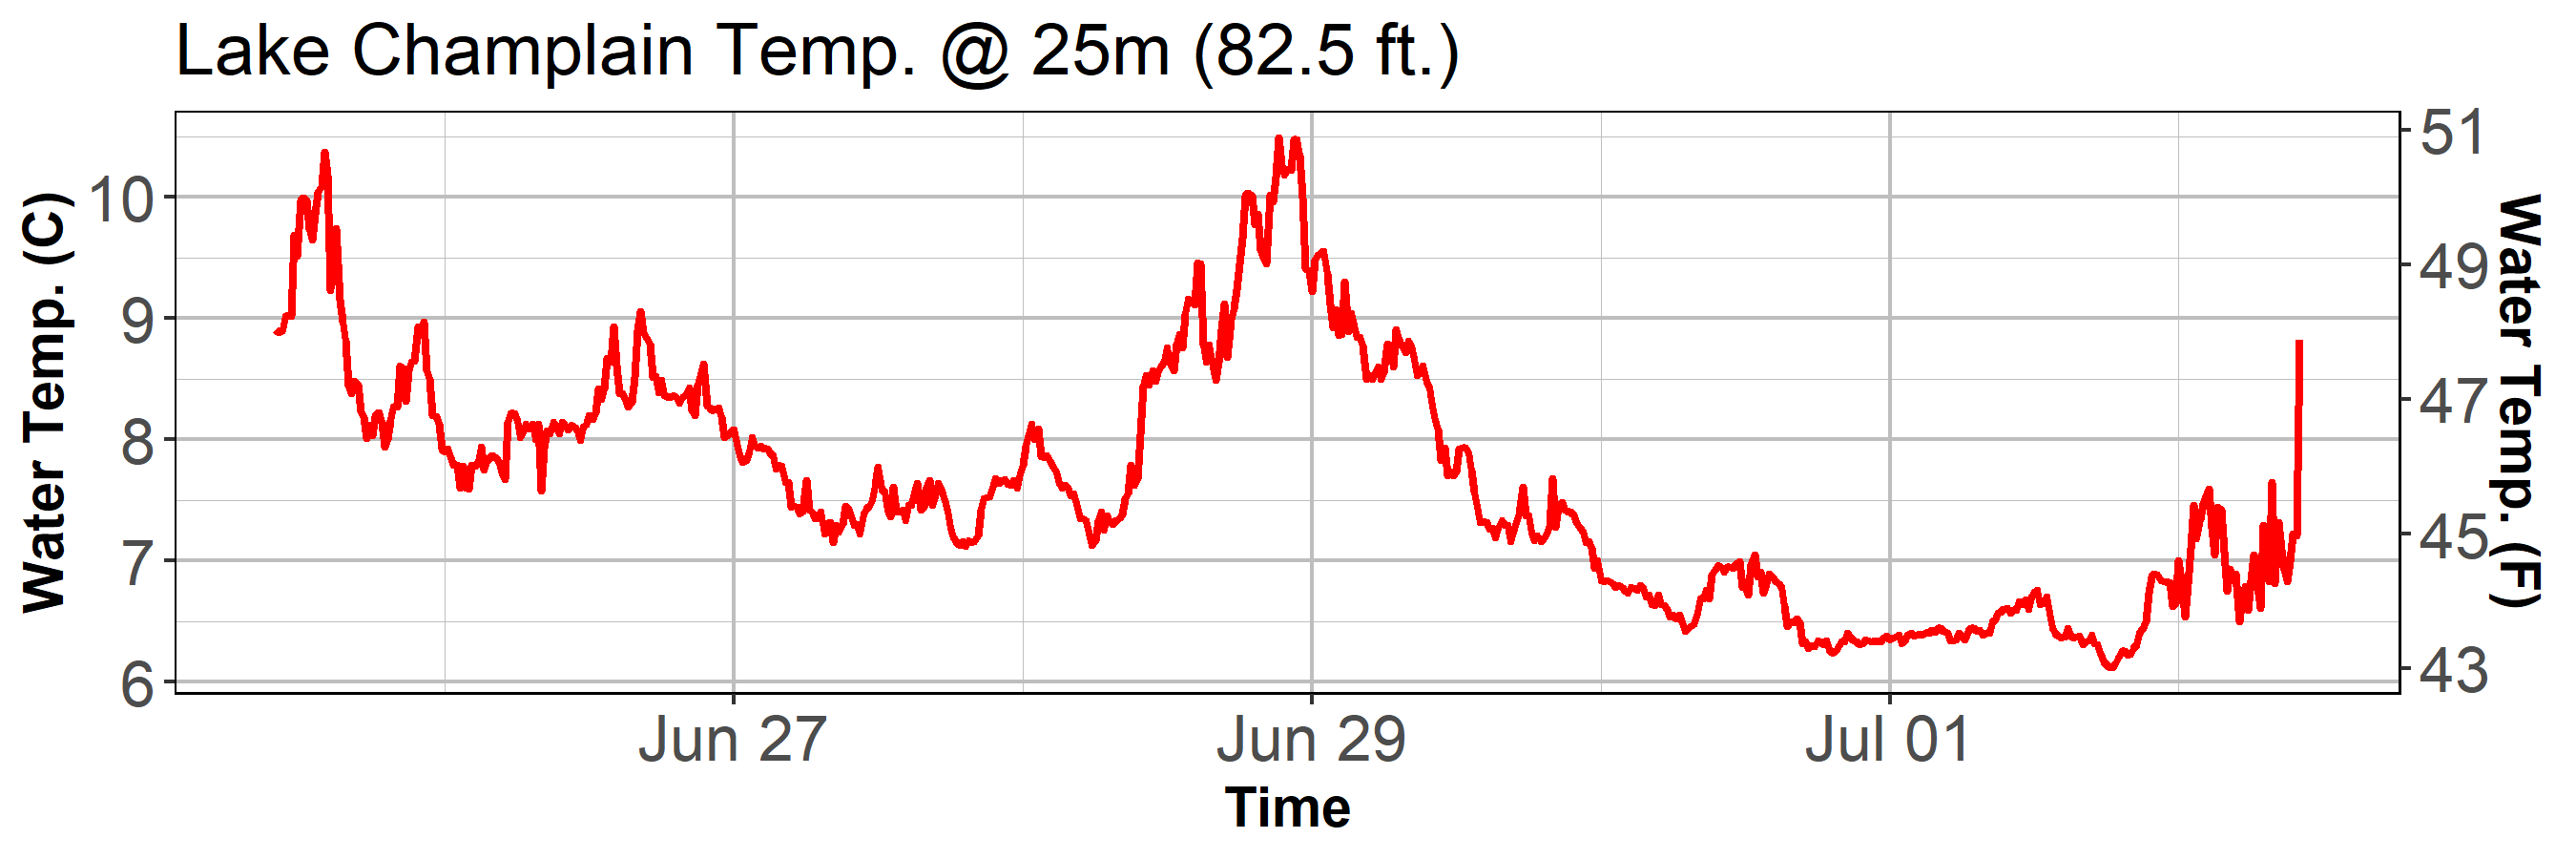 Lake Champlain Temp. @ 25m (82.5 ft.)
Water Temp. (C)
10
9
8
7
6
51
49
47
45
43
Water Temp. (F)
Jun 27
Jun 29
Jul 01
Time